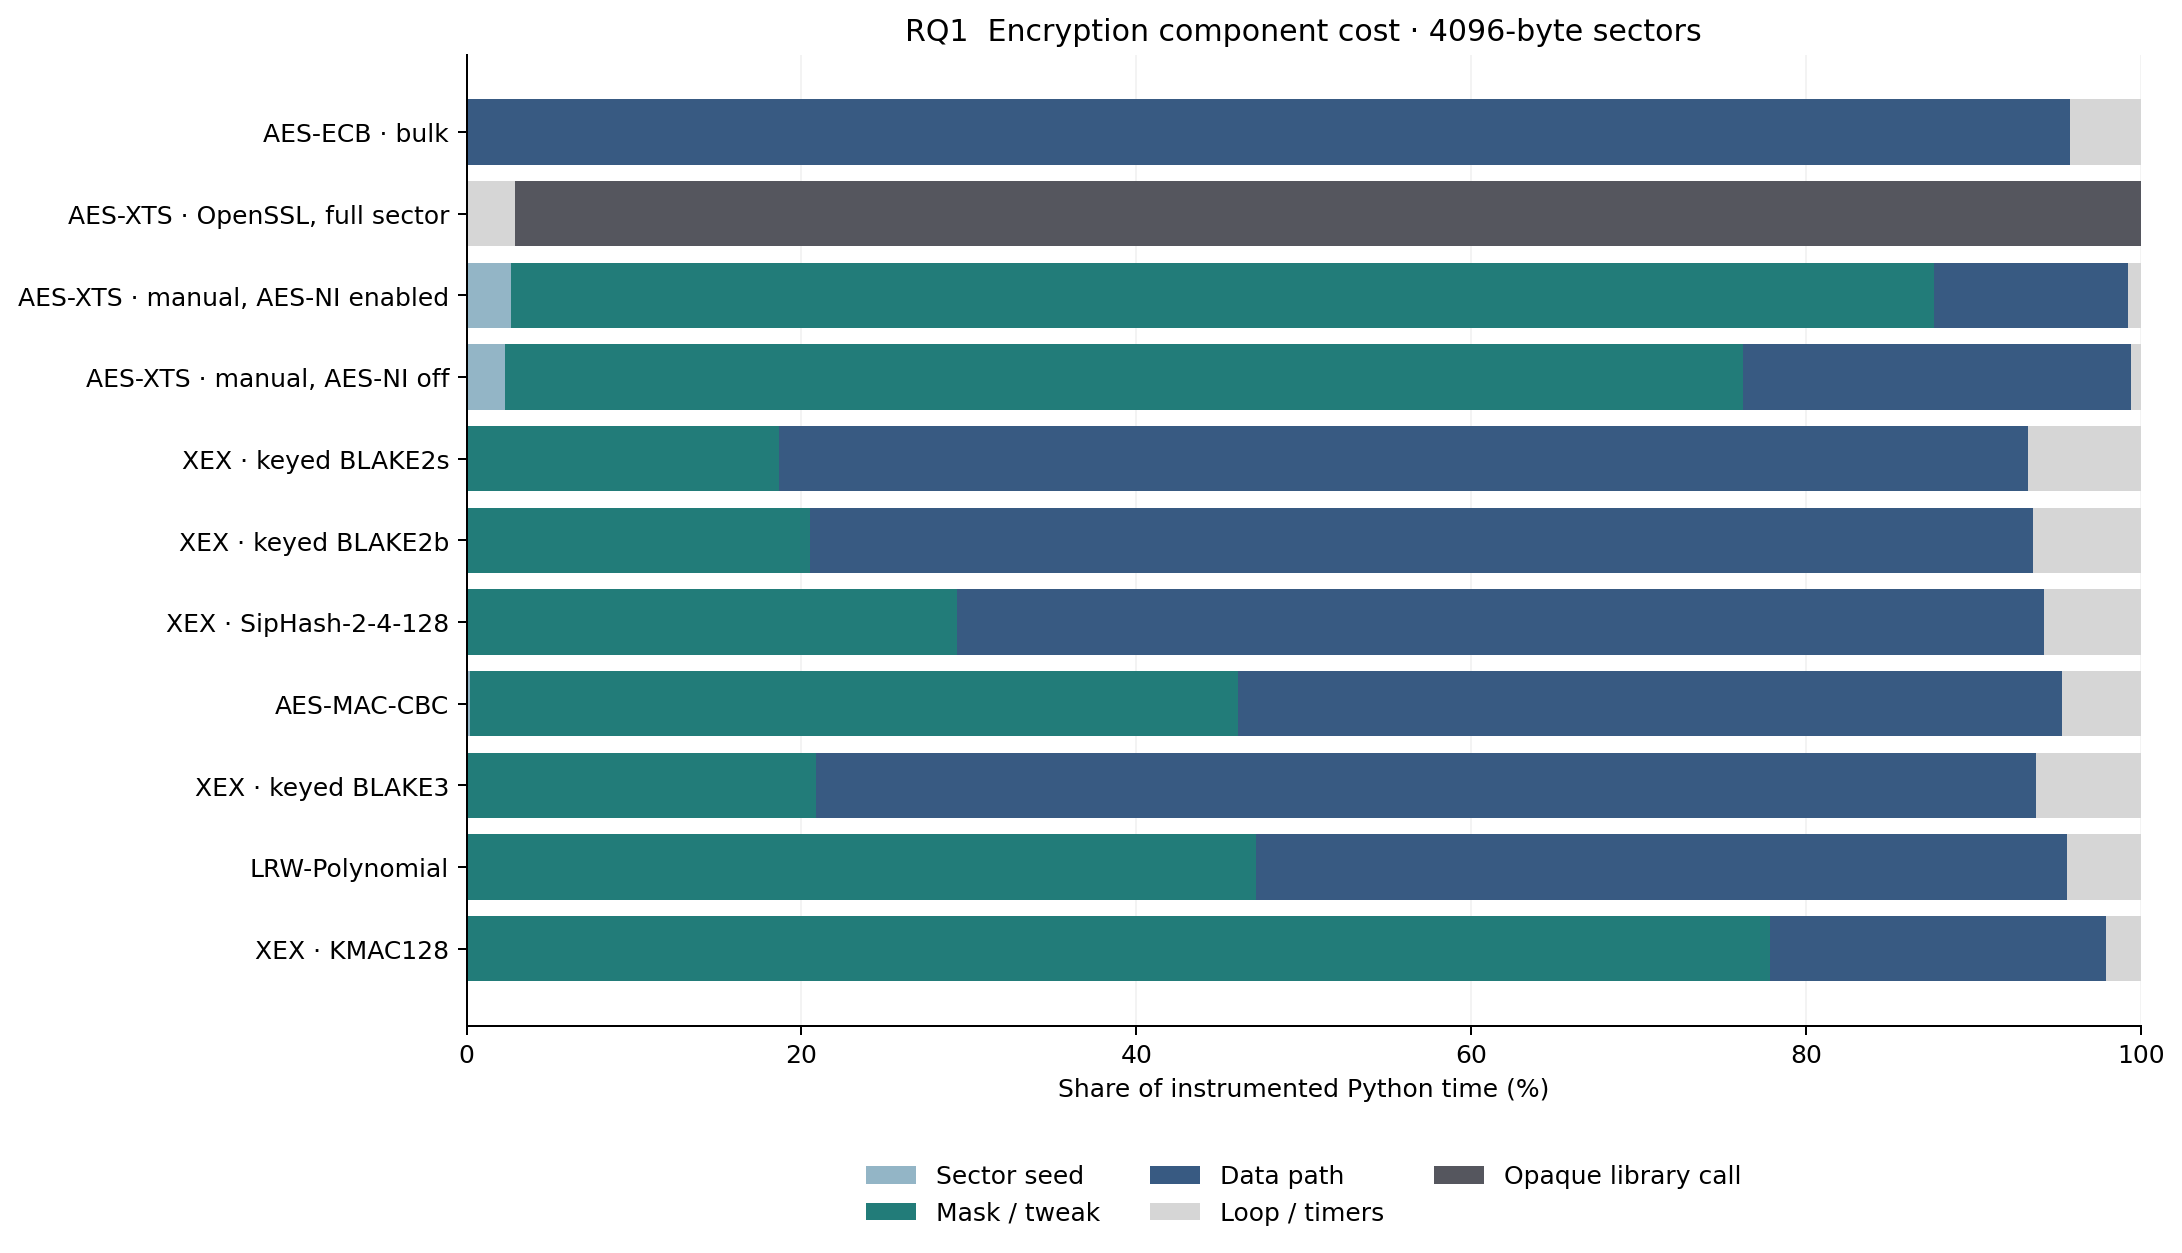 RQ1  Encryption component cost · 4096-byte sectors
AES-ECB · bulk
AES-XTS · OpenSSL, full sector
AES-XTS · manual, AES-NI enabled
AES-XTS · manual, AES-NI off
XEX · keyed BLAKE2s
XEX · keyed BLAKE2b
XEX · SipHash-2-4-128
AES-MAC-CBC
XEX · keyed BLAKE3
LRW-Polynomial
XEX · KMAC128
0 20 40 60 80 100
Share of instrumented Python time (%)
Sector seed
Mask / tweak
Data path
Loop / timers
Opaque library call